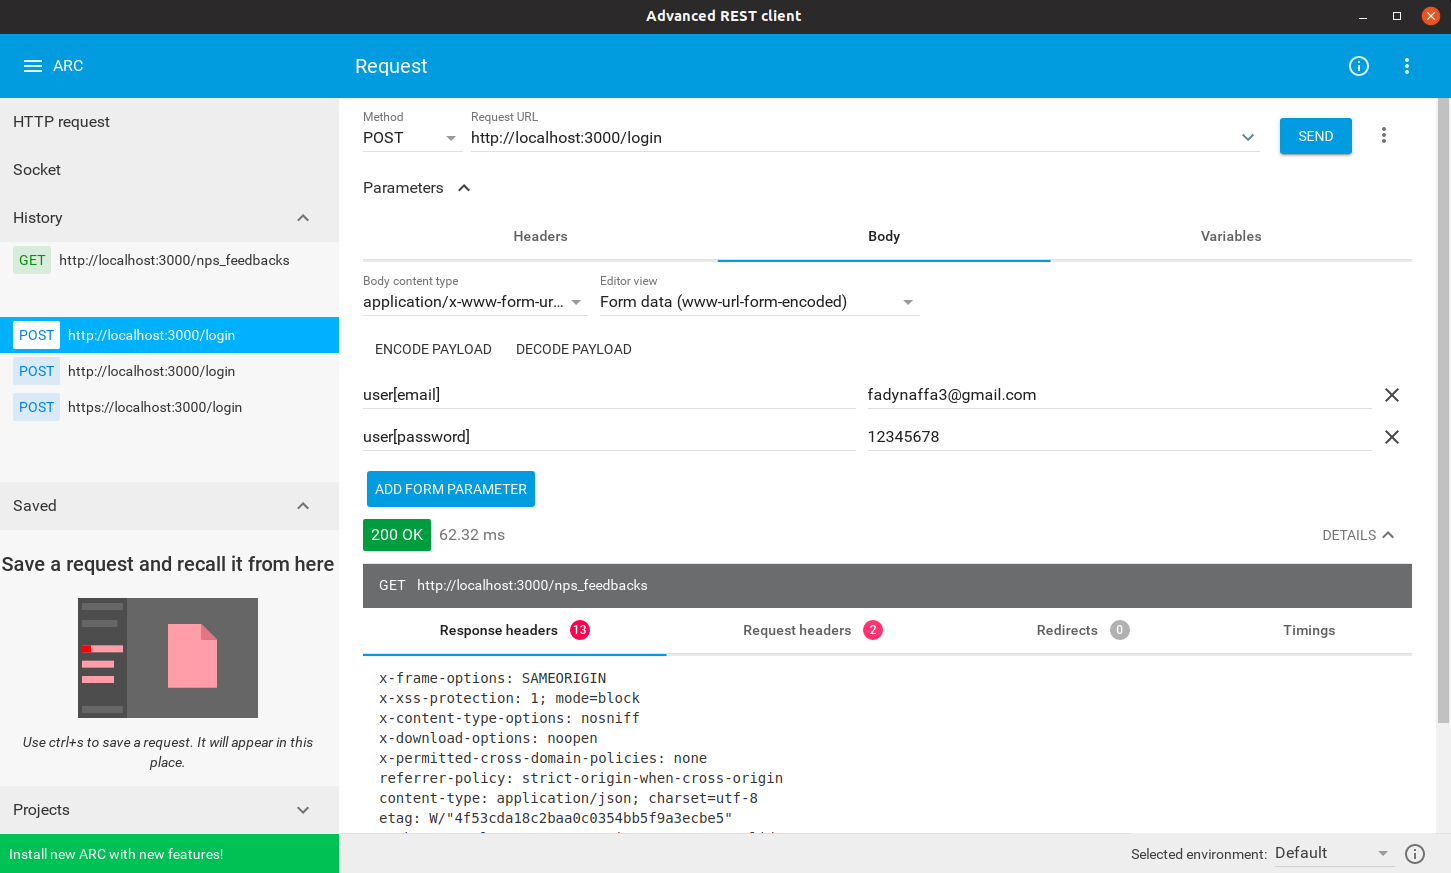 Advanced REST client
ARC
Request
HTTP request
Socket
History
GET http://localhost:3000/nps_feedbacks
POST http://localhost:3000/login
POST http://localhost:3000/login
POST https://localhost:3000/login
Saved
Save a request and recall it from here
Use ctrl+s to save a request. It will appear in this
place.
Projects
Install new ARC with new features!
Method
POST
Request URL
http://localhost:3000/login
SEND
Parameters
Headers
Body
Variables
Body content type
application/x-www-form-ur...
Editor view
Form data (www-url-form-encoded)
ENCODE PAYLOAD
DECODE PAYLOAD
user[email] fadynaffa3@gmail.com
user[password] 12345678
ADD FORM PARAMETER
200 OK 62.32 ms
DETAILS
GET http://localhost:3000/nps_feedbacks
Response headers 13
Request headers 2
Redirects 0
Timings
x-frame-options: SAMEORIGIN
x-xss-protection: 1; mode=block
x-content-type-options: nosniff
x-download-options: noopen
x-permitted-cross-domain-policies: none
referrer-policy: strict-origin-when-cross-origin
content-type: application/json; charset=utf-8
etag: W/"4f53cda18c2baa0c0354bb5f9a3ecbe5"
Selected environment: Default